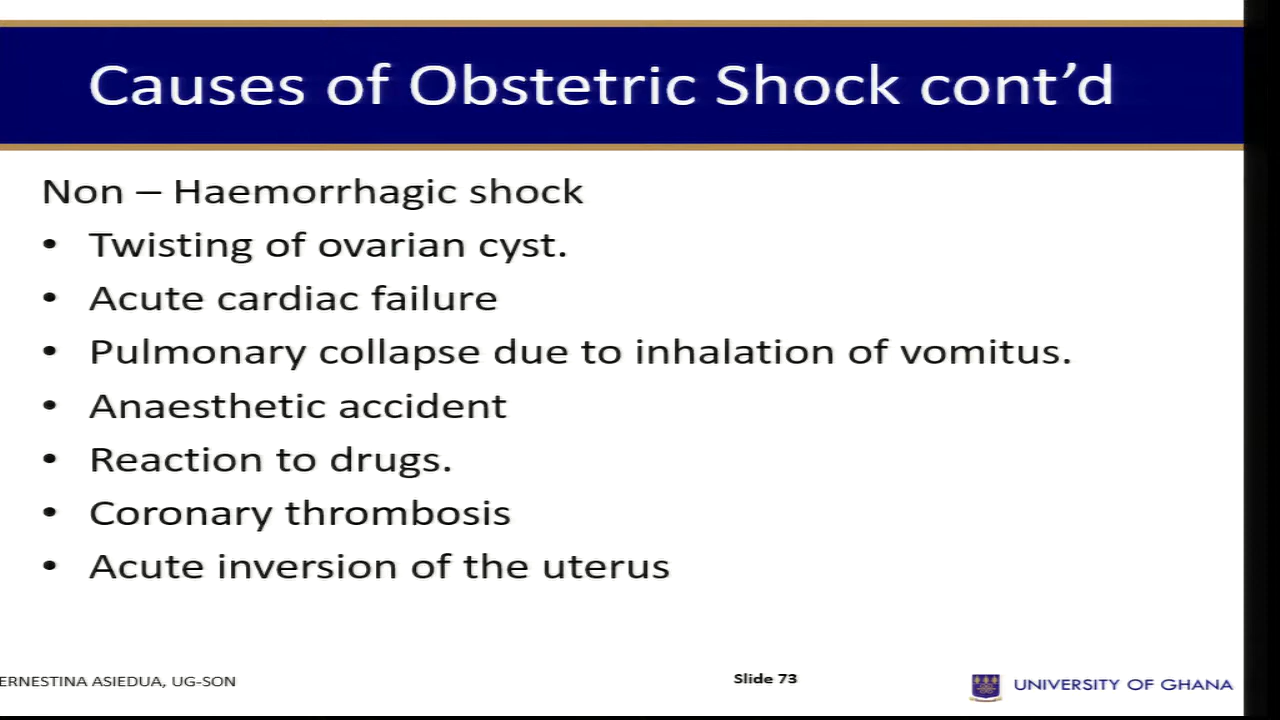 Causes of Obstetric Shock cont’d
Non – Haemorrhagic shock
• Twisting of ovarian cyst.
• Acute cardiac failure
• Pulmonary collapse due to inhalation of vomitus.
• Anaesthetic accident
• Reaction to drugs.
• Coronary thrombosis
• Acute inversion of the uterus
ERNESTINA ASIEDUA, UG-SON
Slide 73
UNIVERSITY OF GHANA